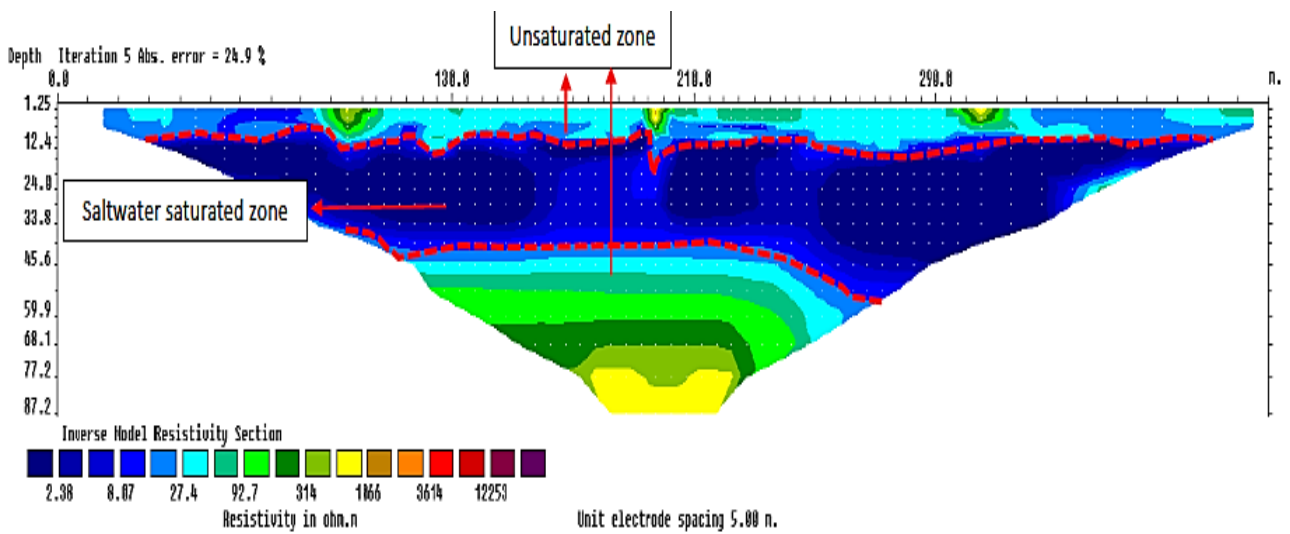 Unsaturated zone
Depth Iteration 5 Abs. error = 24.9 %
0.0 130.0 210.0 290.0 m.
1.25
12.4
24.8
Saltwater saturated zone
33.8
45.6
59.9
68.1
77.2
87.2
Inverse Model Resistivity Section
2.38 8.07 27.4 92.7 314 1066 3614 12253
Resistivity in ohm.m Unit electrode spacing 5.00 m.